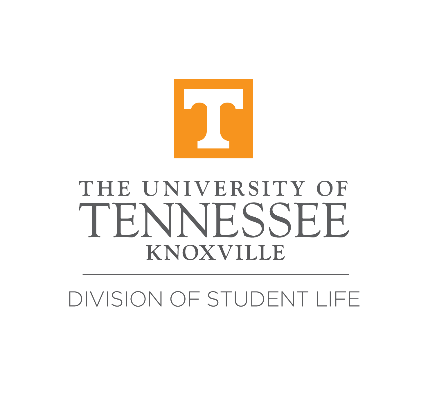 T
THE UNIVERSITY OF
TENNESSEE
KNOXVILLE
DIVISION OF STUDENT LIFE